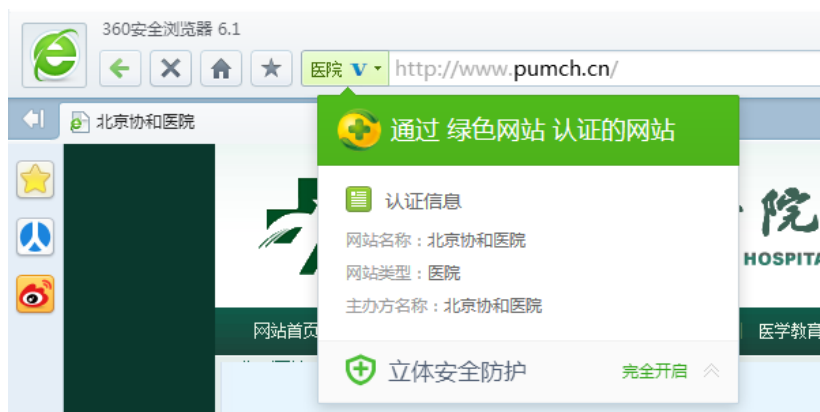 360安全浏览器 6.1
医院 V http://www.pumch.cn/
北京协和医院
通过 绿色网站 认证的网站
认证信息
网站名称：北京协和医院
网站类型：医院
主办方名称：北京协和医院
院
HOSPITA
网站首页
医学教育
立体安全防护 完全开启